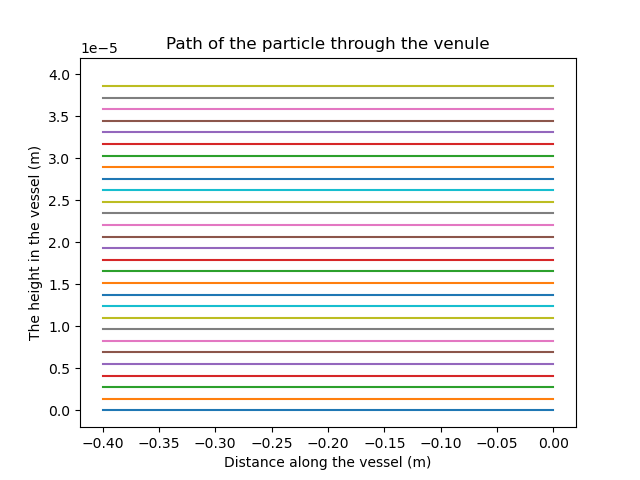 Path of the particle through the venule
1e−5
4.0
3.5
3.0
2.5
2.0
1.5
1.0
0.5
0.0
The height in the vessel (m)
−0.40 −0.35 −0.30 −0.25 −0.20 −0.15 −0.10 −0.05 0.00
Distance along the vessel (m)